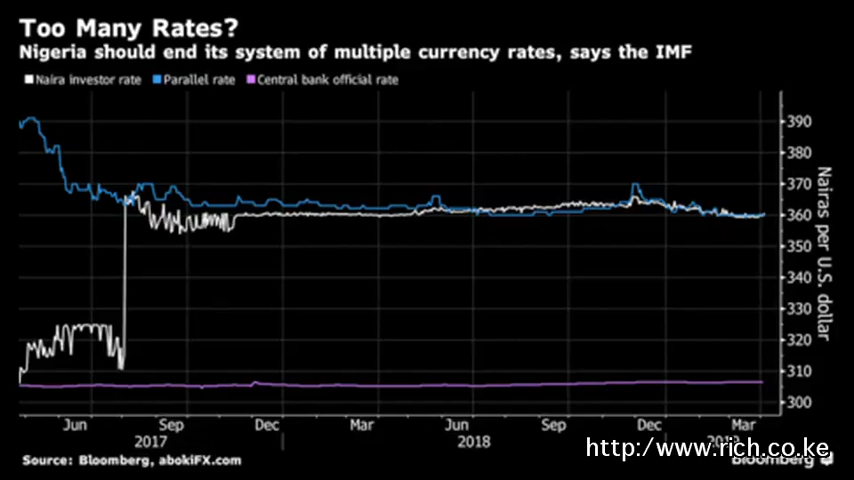 Too Many Rates?
Nigeria should end its system of multiple currency rates, says the IMF
Naira investor rate Parallel rate Central bank official rate
390
380
370
360
350
340
330
320
310
300
Nairas per U.S. dollar
Jun Sep Dec Mar Jun Sep Dec Mar
2017 2018
http:/www.rich.co.ke
Source: Bloomberg, abokiFX.com
Bloomberg